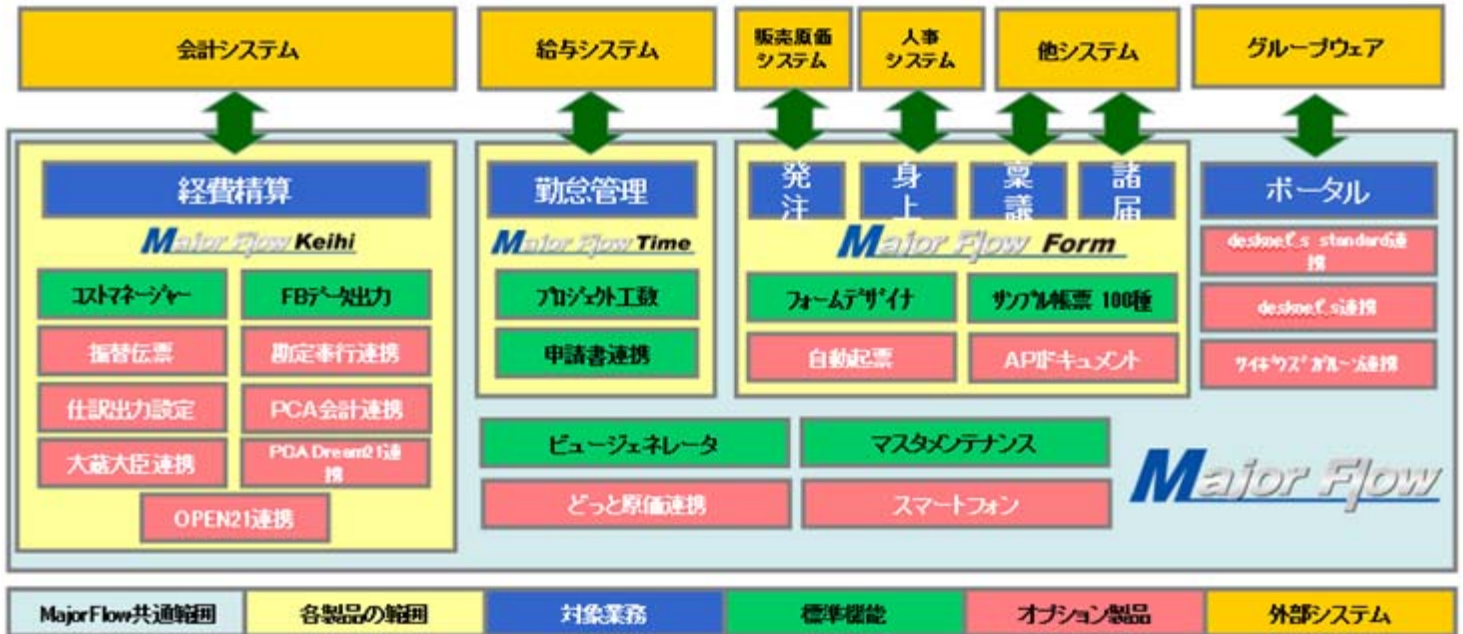 会計システム
給与システム
販売原価
システム
人事
システム
他システム
グループウェア
経費精算
勤怠管理
発注
身上
稟議
諸届
ポータル
Major Flow Keihi
Major Flow Time
Major Flow Form
コストマネージャー
FBデータ出力
プロジェクト工数
申請書連携
フォームデザイナ
サンプル帳票 100種
自動起票
APIドキュメント
desknet's standard連
携
desknet's連携
サイボウズ ガルーン連携
振替伝票
勘定奉行連携
仕訳出力設定
PCA会計連携
大蔵大臣連携
PCA Dream21連
携
OPEN21連携
ビュージェネレータ
マスタメンテナンス
どっと原価連携
スマートフォン
Major Flow
MajorFlow共通範囲
各製品の範囲
対象業務
標準機能
オプション製品
外部システム